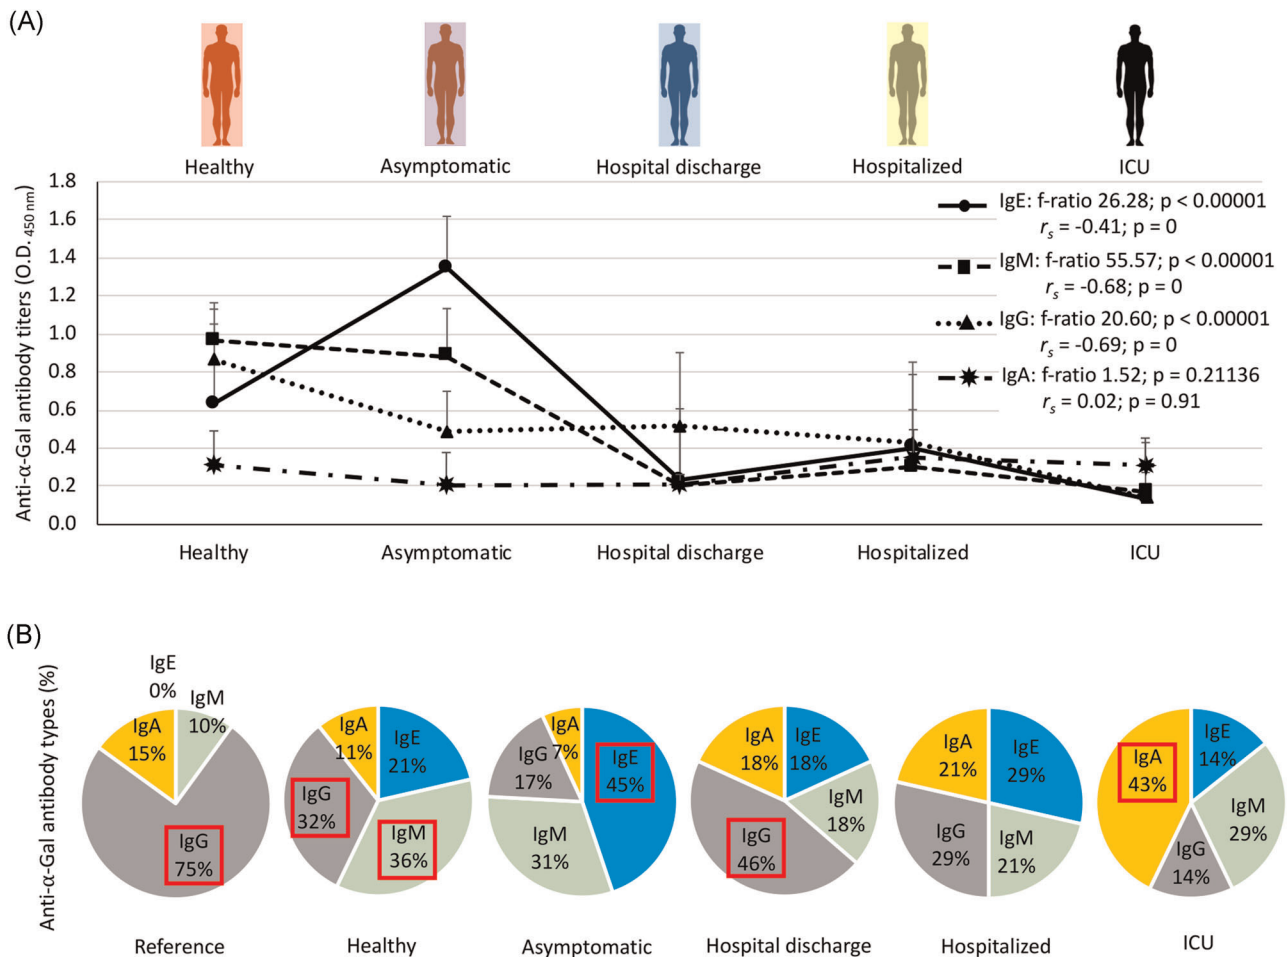 (A)
Healthy
Asymptomatic
Hospital discharge
Hospitalized
ICU
Anti-α-Gal antibody titers (O.D.450 nm)
1.8
1.6
1.4
1.2
1.0
0.8
0.6
0.4
0.2
0.0
IgE: f-ratio 26.28; p < 0.00001
rs = -0.41; p = 0
IgM: f-ratio 55.57; p < 0.00001
rs = -0.68; p = 0
IgG: f-ratio 20.60; p < 0.00001
rs = -0.69; p = 0
IgA: f-ratio 1.52; p = 0.21136
rs = 0.02; p = 0.91
Healthy
Asymptomatic
Hospital discharge
Hospitalized
ICU
(B)
Anti-α-Gal antibody types (%)
IgE
0%
IgM
10%
IgA
15%
IgG
75%
Reference
IgA
11%
IgE
21%
IgG
32%
IgM
36%
Healthy
IgA
7%
IgE
45%
IgG
17%
IgM
31%
Asymptomatic
IgA
18%
IgE
18%
IgM
18%
IgG
46%
Hospital discharge
IgA
21%
IgE
29%
IgG
29%
IgM
21%
Hospitalized
IgA
43%
IgE
14%
IgM
29%
IgG
14%
ICU